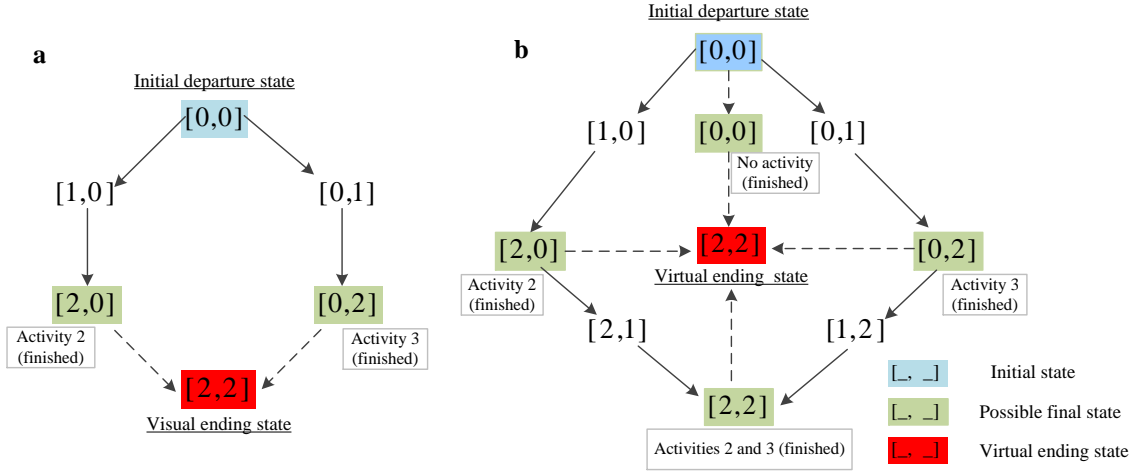 a
Initial departure state
[0,0]
[1,0]
[0,1]
[2,0]
[0,2]
Activity 2
(finished)
Activity 3
(finished)
[2,2]
Visual ending state
b
Initial departure state
[0,0]
[1,0]
[0,0]
[0,1]
No activity
(finished)
[2,0]
[2,2]
[0,2]
Activity 2
(finished)
Virtual ending state
Activity 3
(finished)
[2,1]
[1,2]
[2,2]
Activities 2 and 3 (finished)
[_, _] Initial state
[_, _] Possible final state
[_, _] Virtual ending state